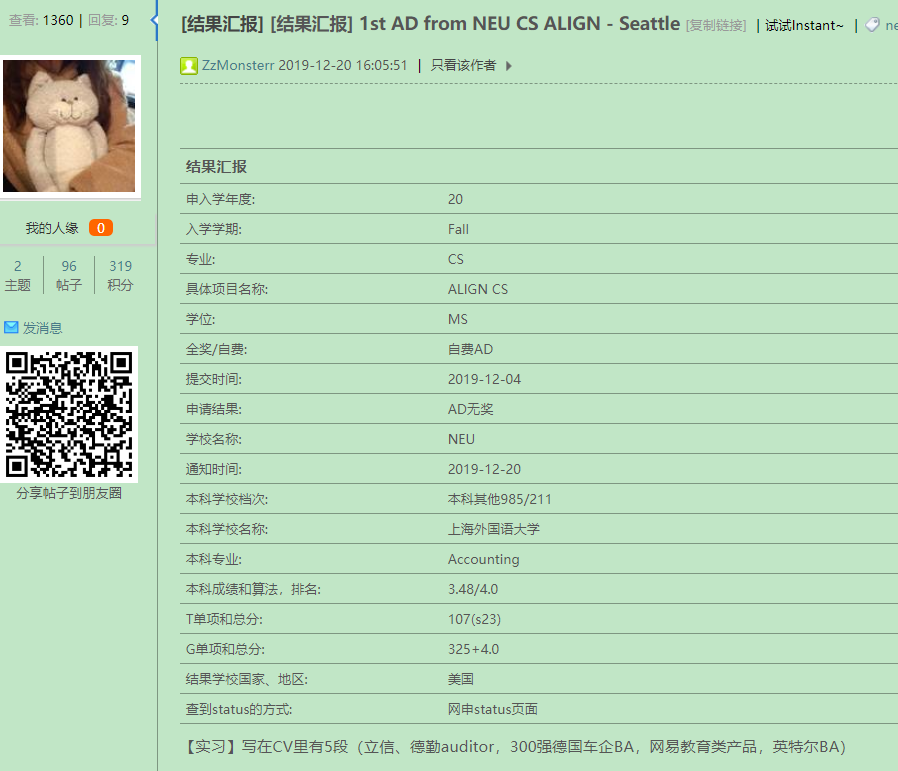 查看: 1360 | 回复: 9
[结果汇报] [结果汇报] 1st AD from NEU CS ALIGN - Seattle [复制链接] | 试试Instant~ | ne
ZzMonsterr 2019-12-20 16:05:51 | 只看该作者
我的人缘 0
2 96 319
主题 帖子 积分
发消息
分享帖子到朋友圈
结果汇报
申入学年度: 20
入学学期: Fall
专业: CS
具体项目名称: ALIGN CS
学位: MS
全奖/自费: 自费AD
提交时间: 2019-12-04
申请结果: AD无奖
学校名称: NEU
通知时间: 2019-12-20
本科学校档次: 本科其他985/211
本科学校名称: 上海外国语大学
本科专业: Accounting
本科成绩和算法，排名: 3.48/4.0
T单项和总分: 107(s23)
G单项和总分: 325+4.0
结果学校国家、地区: 美国
查到status的方式: 网申status页面
【实习】写在CV里有5段（立信、德勤auditor，300强德国车企BA，网易教育类产品，英特尔BA）